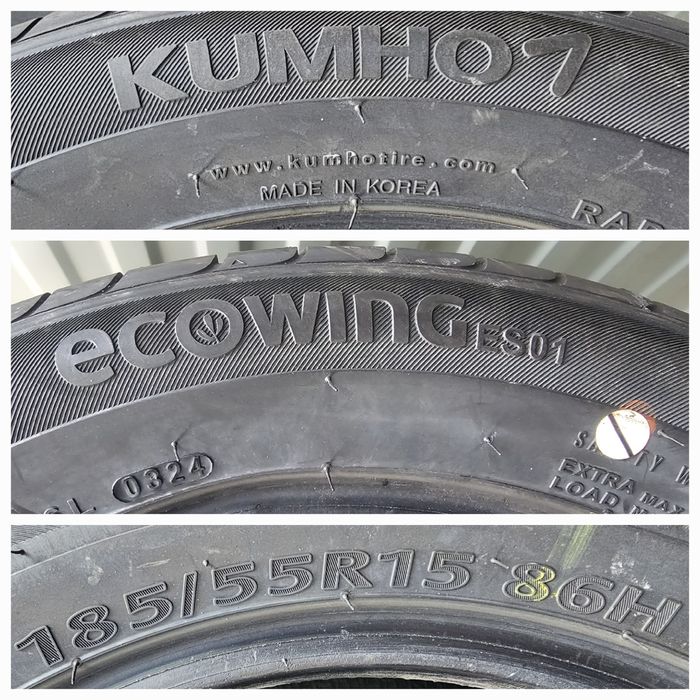 KUMHO
www.kumhotire.com
MADE IN KOREA
ecowing ES01
0324
EXTRA
LOAD
185/55R15 86H